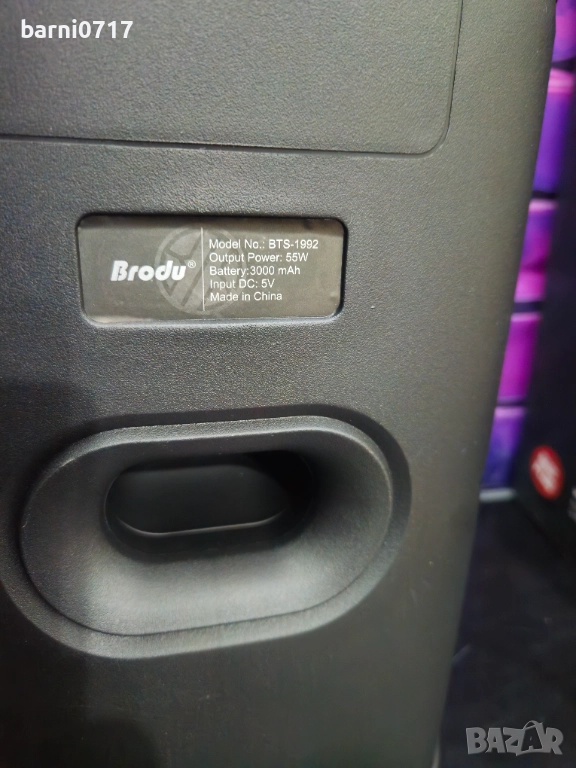 barni0717
Brodu®
Model No.: BTS-1992
Output Power: 55W
Battery:3000 mAh
Input DC: 5V
Made in China
BAZAR